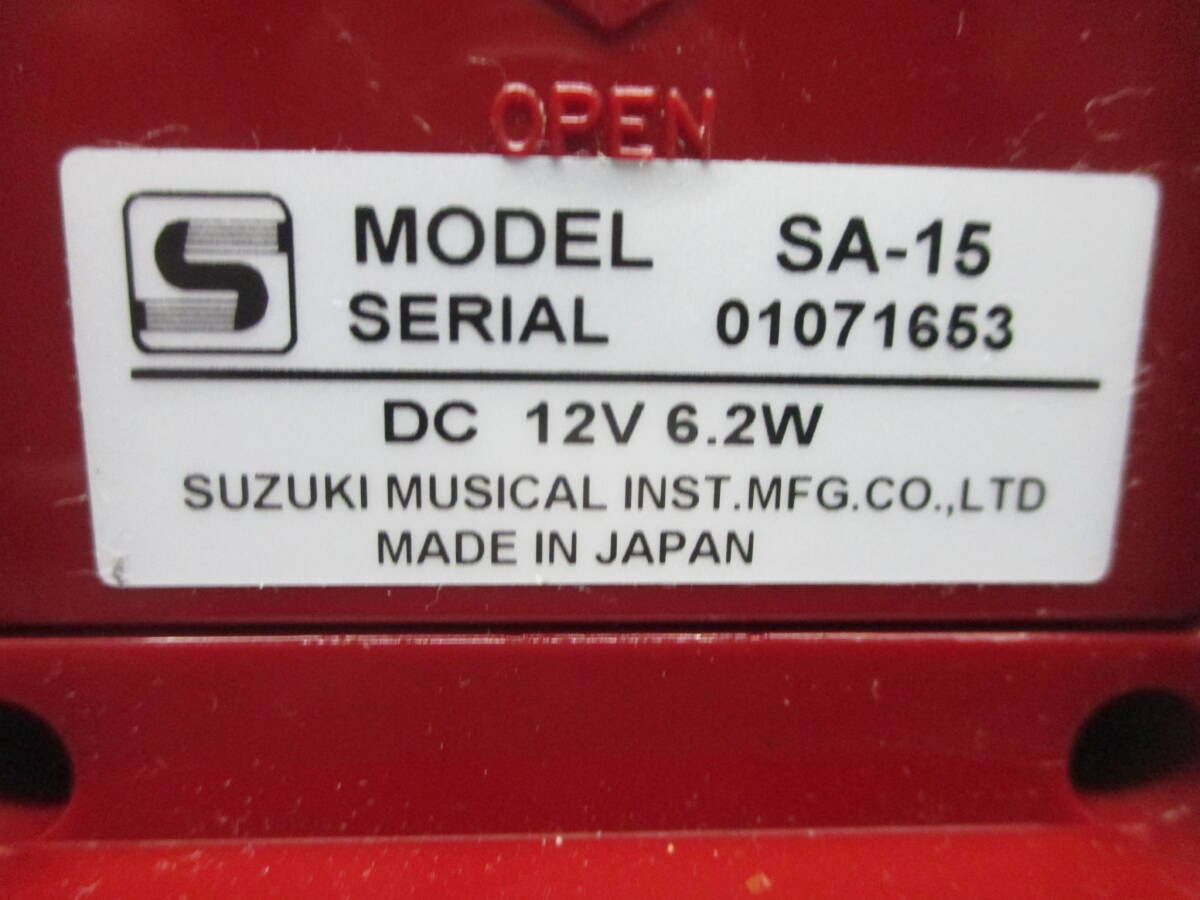 OPEN
MODEL SA-15
SERIAL 01071653
DC 12V 6.2W
SUZUKI MUSICAL INST.MFG.CO.,LTD
MADE IN JAPAN